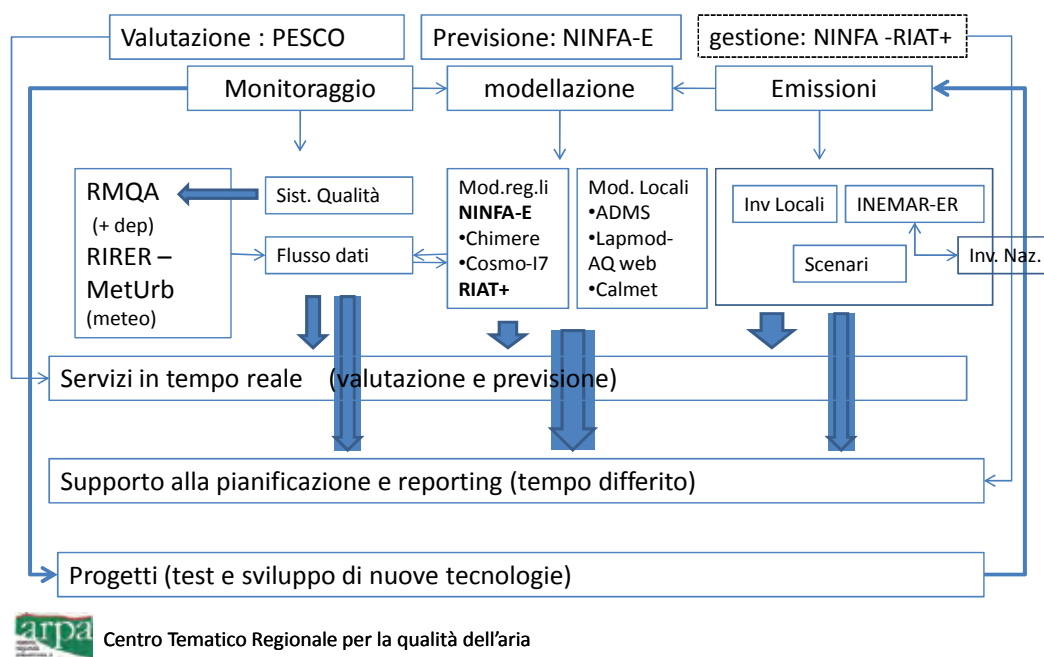 Valutazione : PESCO
Previsione: NINFA-E
gestione: NINFA -RIAT+
Monitoraggio
modellazione
Emissioni
RMQA
(+ dep)
RIRER –
MetUrb
(meteo)
Sist. Qualità
Flusso dati
Mod.reg.li
NINFA-E
•Chimere
•Cosmo-I7
RIAT+
Mod. Locali
•ADMS
•Lapmod-
AQ web
•Calmet
Inv Locali
INEMAR-ER
Scenari
Inv. Naz.
Servizi in tempo reale (valutazione e previsione)
Supporto alla pianificazione e reporting (tempo differito)
Progetti (test e sviluppo di nuove tecnologie)
arpa
Centro Tematico Regionale per la qualità dell'aria